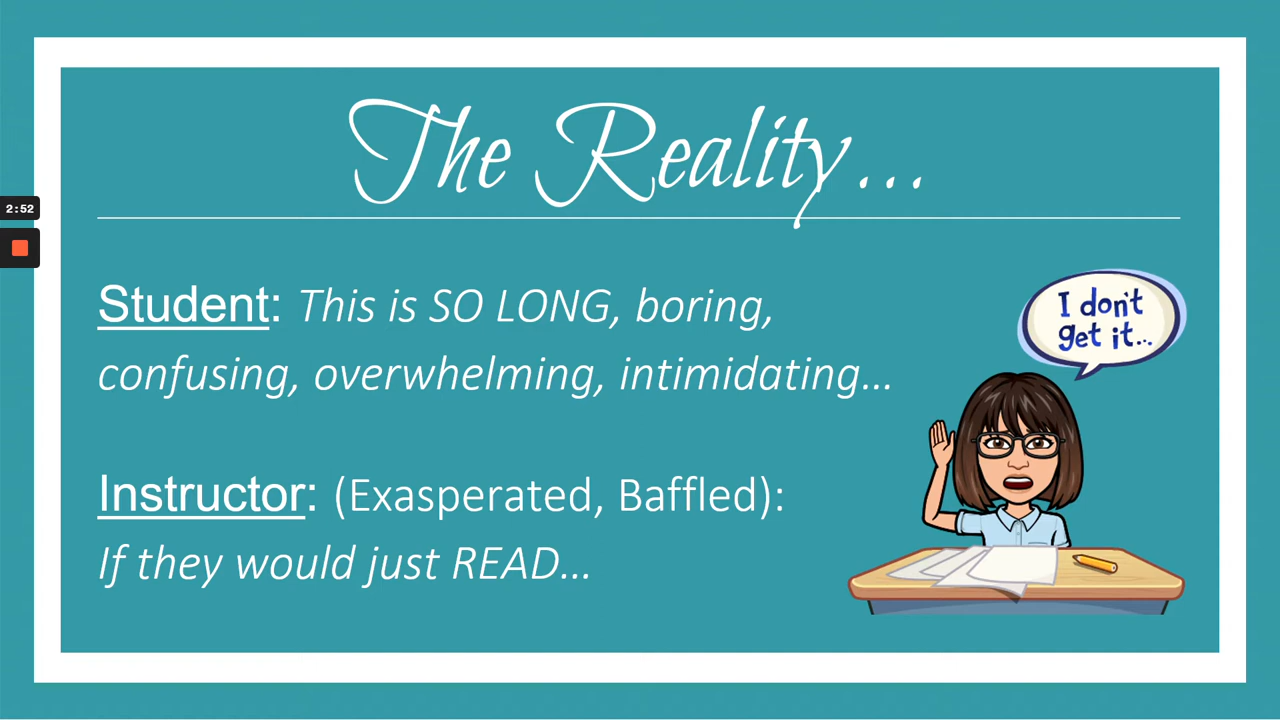 The Reality...
2:52
Student: This is SO LONG, boring,
confusing, overwhelming, intimidating...
I don't
get it...
Instructor: (Exasperated, Baffled):
If they would just READ...